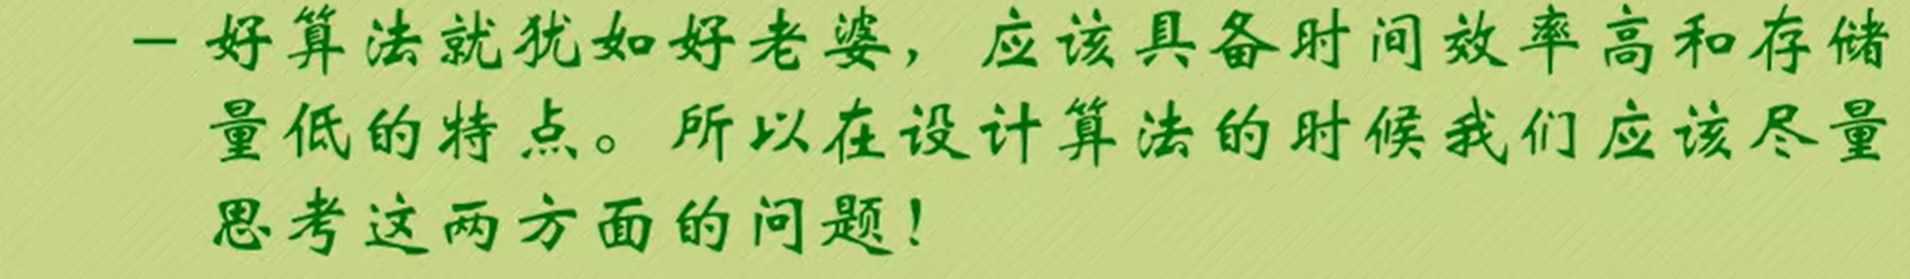 – 好算法就犹如好老婆，应该具备时间效率高和存储
量低的特点。所以在设计算法的时候我们应该尽量
思考这两方面的问题！